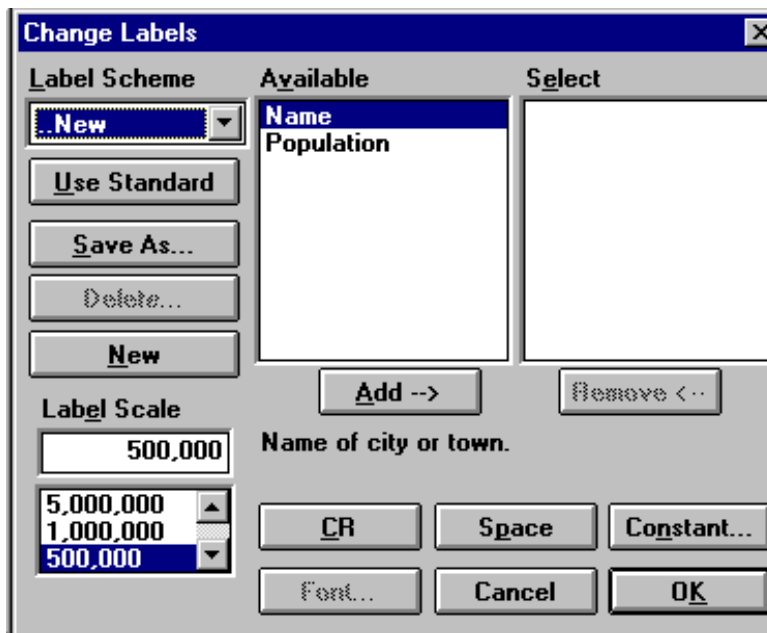 Change Labels
Label Scheme
Available
Select
..New
Name
Population
Use Standard
Save As...
Delete...
New
Add -->
Remove <--
Label Scale
500,000
Name of city or town.
5,000,000
1,000,000
500,000
CR
Space
Constant...
Font...
Cancel
OK